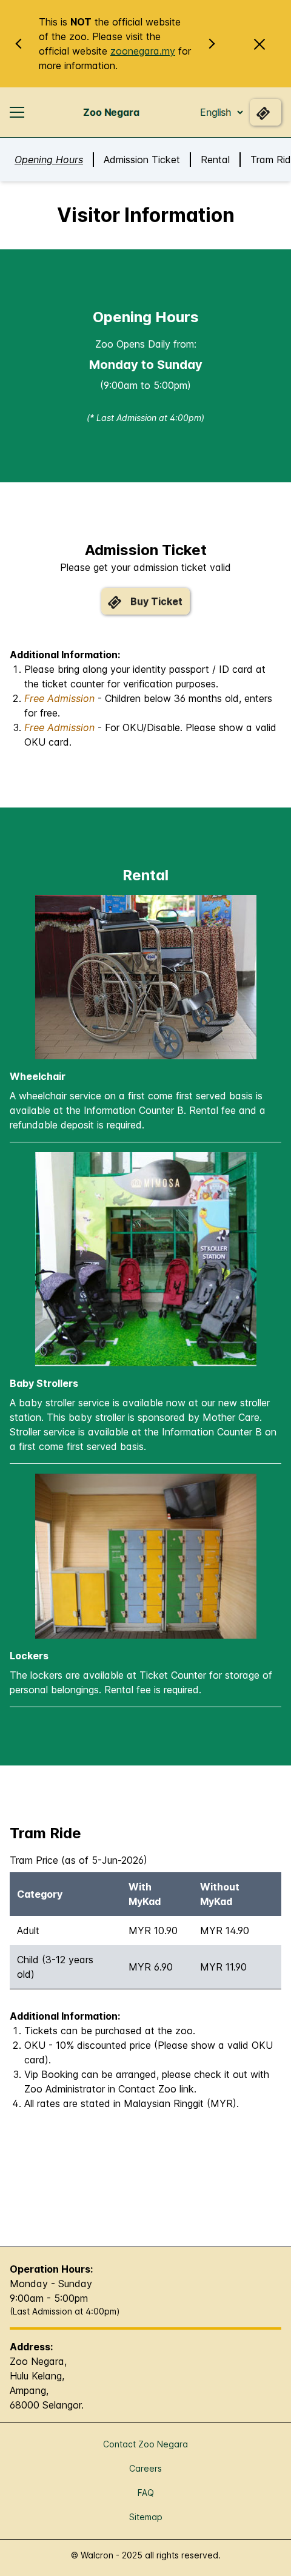 This is NOT the official website
of the zoo. Please visit the
official website zoonegara.my for
more information.
Zoo Negara
English
Opening Hours
Admission Ticket
Rental
Tram Rid
Visitor Information
Opening Hours
Zoo Opens Daily from:
Monday to Sunday
(9:00am to 5:00pm)
(* Last Admission at 4:00pm)
Admission Ticket
Please get your admission ticket valid
Buy Ticket
Additional Information:
1. Please bring along your identity passport / ID card at
the ticket counter for verification purposes.
2. Free Admission - Children below 36 months old, enters
for free.
3. Free Admission - For OKU/Disable. Please show a valid
OKU card.
Rental
Wheelchair
A wheelchair service on a first come first served basis is
available at the Information Counter B. Rental fee and a
refundable deposit is required.
MIMOSA
STROLLER
STATION
Baby Strollers
A baby stroller service is available now at our new stroller
station. This baby stroller is sponsored by Mother Care.
Stroller service is available at the Information Counter B on
a first come first served basis.
Lockers
The lockers are available at Ticket Counter for storage of
personal belongings. Rental fee is required.
Tram Ride
Tram Price (as of 5-Jun-2026)
Category
With
MyKad
Without
MyKad
Adult
MYR 10.90
MYR 14.90
Child (3-12 years
old)
MYR 6.90
MYR 11.90
Additional Information:
1. Tickets can be purchased at the zoo.
2. OKU - 10% discounted price (Please show a valid OKU
card).
3. Vip Booking can be arranged, please check it out with
Zoo Administrator in Contact Zoo link.
4. All rates are stated in Malaysian Ringgit (MYR).
Operation Hours:
Monday - Sunday
9:00am - 5:00pm
(Last Admission at 4:00pm)
Address:
Zoo Negara,
Hulu Kelang,
Ampang,
68000 Selangor.
Contact Zoo Negara
Careers
FAQ
Sitemap
© Walcron - 2025 all rights reserved.